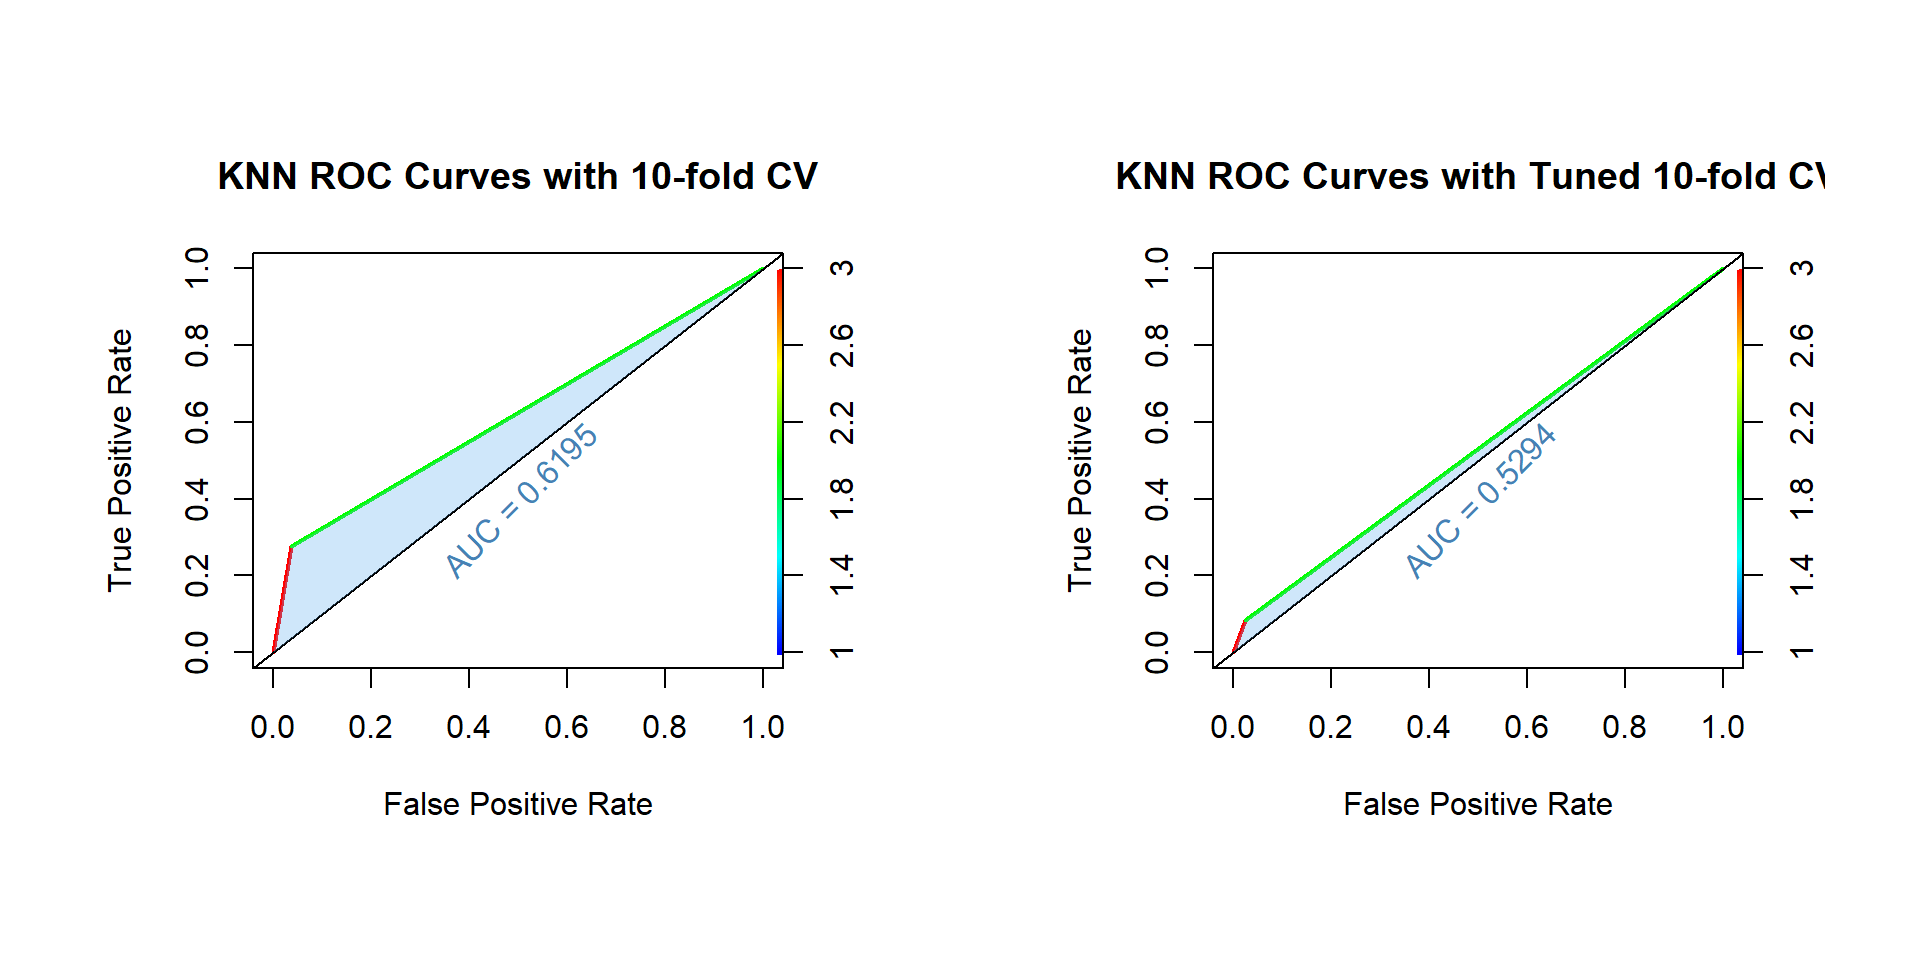 KNN ROC Curves with 10-fold CV
True Positive Rate
0.0 0.2 0.4 0.6 0.8 1.0
AUC = 0.6195
1 1.4 1.8 2.2 2.6 3
0.0 0.2 0.4 0.6 0.8 1.0
False Positive Rate
KNN ROC Curves with Tuned 10-fold CV
True Positive Rate
0.0 0.2 0.4 0.6 0.8 1.0
AUC = 0.5294
1 1.4 1.8 2.2 2.6 3
0.0 0.2 0.4 0.6 0.8 1.0
False Positive Rate